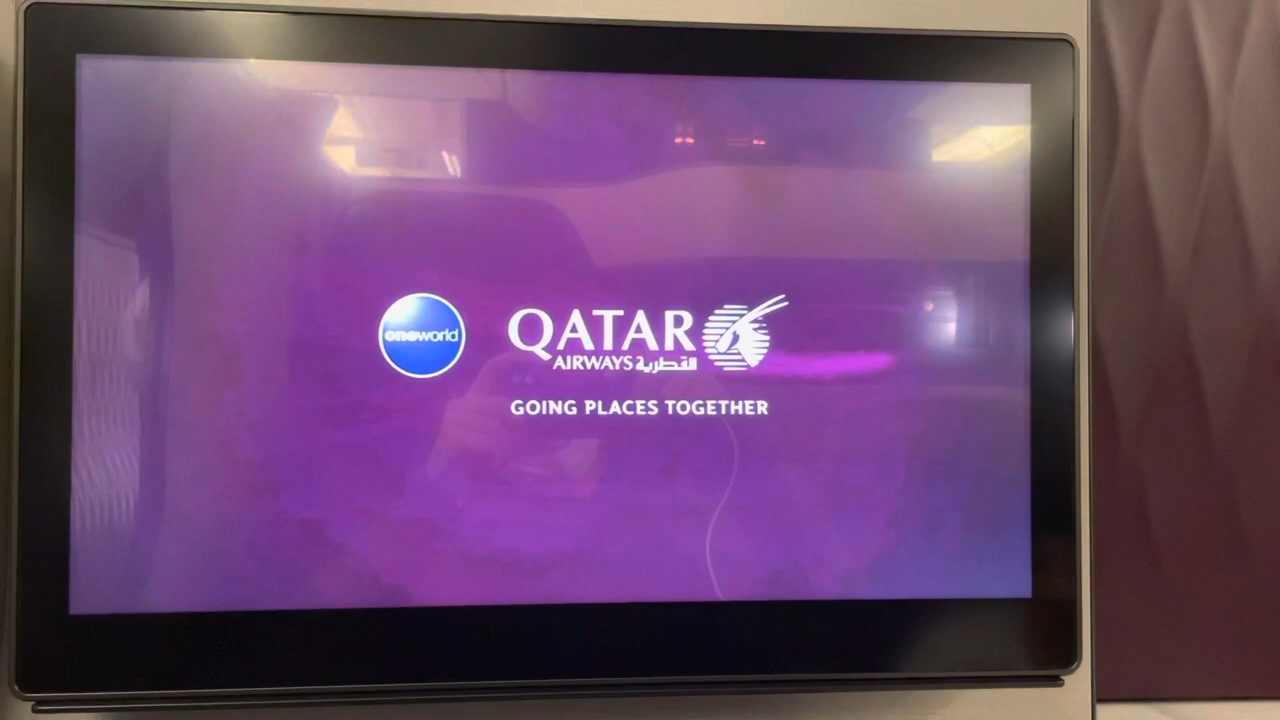 oneworld
QATAR
AIRWAYS القطرية
GOING PLACES TOGETHER